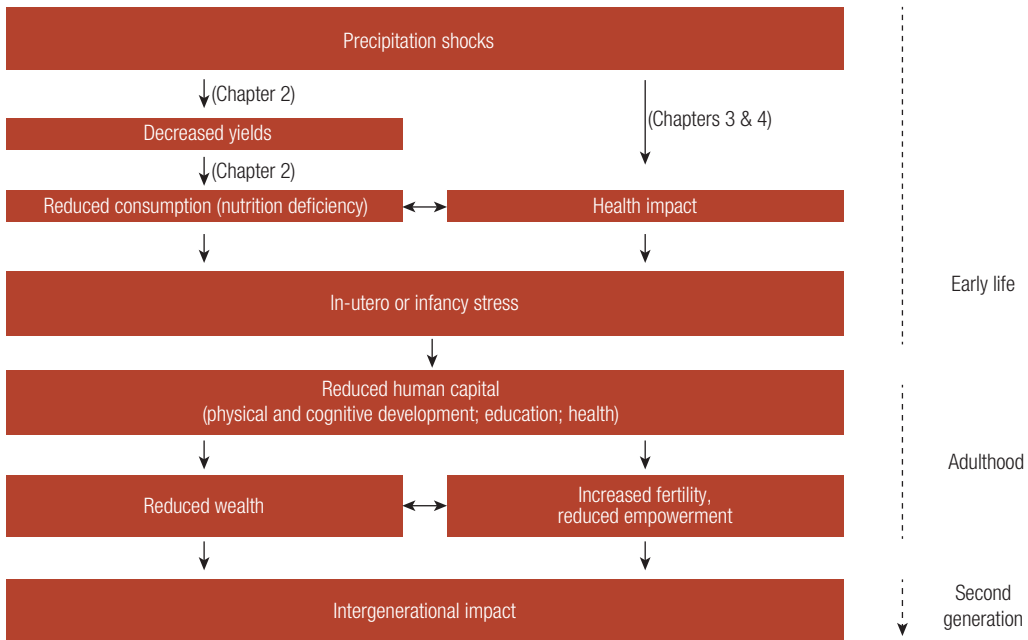 Precipitation shocks
(Chapter 2)
(Chapters 3 & 4)
Decreased yields
(Chapter 2)
Reduced consumption (nutrition deficiency)
Health impact
In-utero or infancy stress
Early life
Reduced human capital
(physical and cognitive development; education; health)
Adulthood
Reduced wealth
Increased fertility,
reduced empowerment
Intergenerational impact
Second
generation